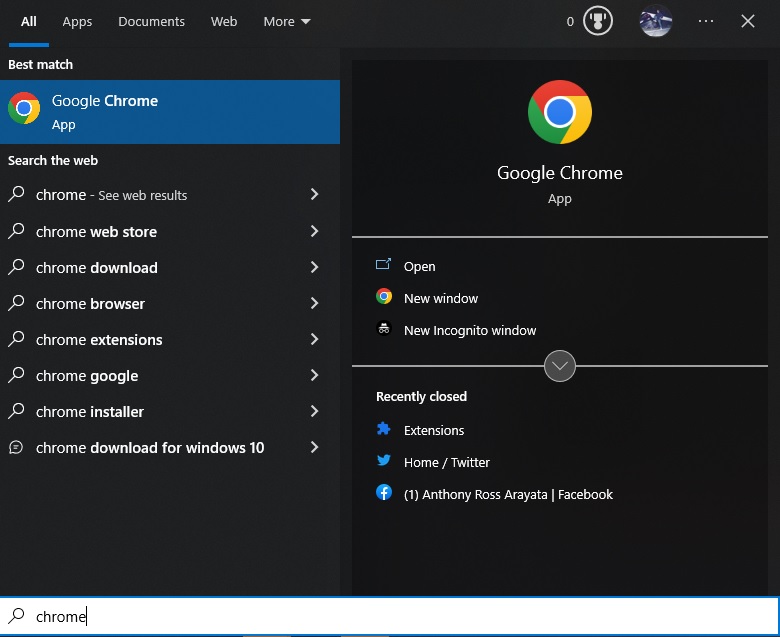 All Apps Documents Web More 0 ...
Best match
Google Chrome
App
Search the web
chrome - See web results
chrome web store
chrome download
chrome browser
chrome extensions
chrome google
chrome installer
chrome download for windows 10
Google Chrome
App
Open
New window
New Incognito window
Recently closed
Extensions
Home / Twitter
(1) Anthony Ross Arayata | Facebook
chrome